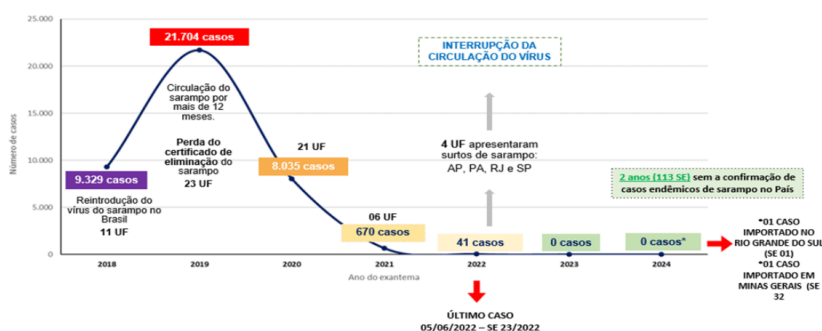 25.000
20.000
15.000
10.000
5.000
0
Número de casos
21.704 casos
Circulação do
sarampo por
mais de 12
meses.
Perda do
certificado de
eliminação do
sarampo
23 UF
9.329 casos
Reintrodução do
vírus do sarampo no
Brasil
11 UF
21 UF
8.035 casos
06 UF
670 casos
INTERRUPÇÃO DA
CIRCULAÇÃO DO VÍRUS
4 UF apresentaram
surtos de sarampo:
AP, PA, RJ e SP
41 casos
0 casos
0 casos*
2 anos (113 SE) sem a confirmação de
casos endêmicos de sarampo no País
*01 CASO
IMPORTADO NO
RIO GRANDE DO SUL
(SE 01)
*01 CASO
IMPORTADO EM
MINAS GERAIS (SE
32
2018
2019
2020
2021
2022
2023
2024
Ano do exantema
ÚLTIMO CASO
05/06/2022 – SE 23/2022